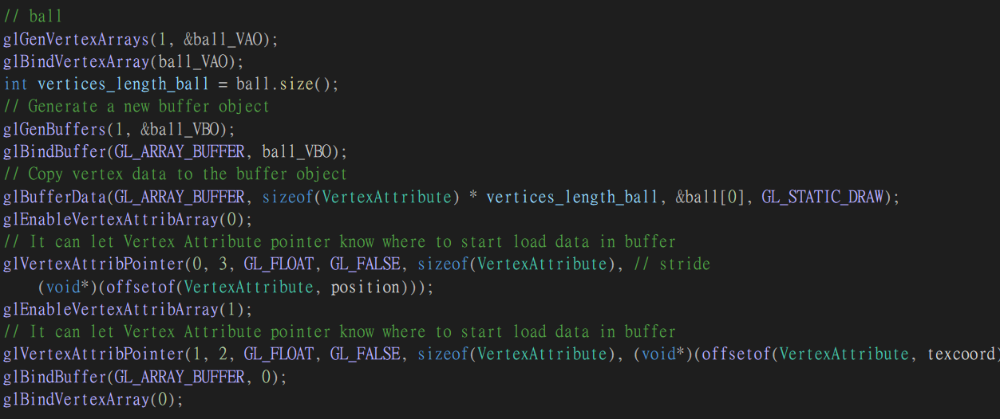 // ball
glGenVertexArrays(1, &ball_VAO);
glBindVertexArray(ball_VAO);
int vertices_length_ball = ball.size();
// Generate a new buffer object
glGenBuffers(1, &ball_VBO);
glBindBuffer(GL_ARRAY_BUFFER, ball_VBO);
// Copy vertex data to the buffer object
glBufferData(GL_ARRAY_BUFFER, sizeof(VertexAttribute) * vertices_length_ball, &ball[0], GL_STATIC_DRAW);
glEnableVertexAttribArray(0);
// It can let Vertex Attribute pointer know where to start load data in buffer
glVertexAttribPointer(0, 3, GL_FLOAT, GL_FALSE, sizeof(VertexAttribute), // stride
    (void*)(offsetof(VertexAttribute, position)));
glEnableVertexAttribArray(1);
// It can let Vertex Attribute pointer know where to start load data in buffer
glVertexAttribPointer(1, 2, GL_FLOAT, GL_FALSE, sizeof(VertexAttribute), (void*)(offsetof(VertexAttribute, texcoord)
glBindBuffer(GL_ARRAY_BUFFER, 0);
glBindVertexArray(0);